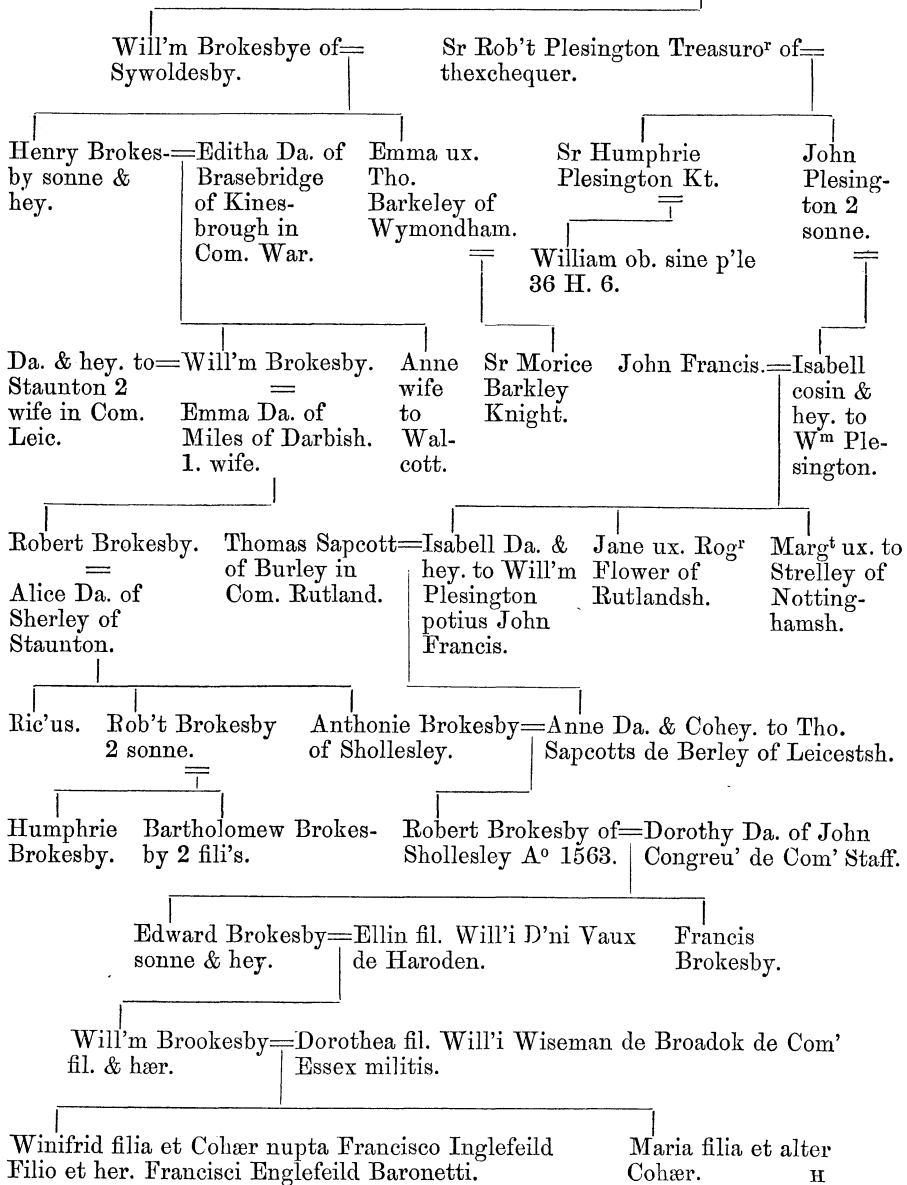 Will'm Brokesbye of=
Sywoldesby.
Sr Rob't Plesington Treasuroʳ of=
thexchequer.
Henry Brokes-
by sonne &
hey.
=Editha Da. of
Brasebridge
of Kines-
brough in
Com. War.
Emma ux.
Tho.
Barkeley of
Wymondham.
=
Sr Humphrie
Plesington Kt.
=
John
Plesing-
ton 2
sonne.
=
William ob. sine p'le
36 H. 6.
Da. & hey. to=
Staunton 2
wife in Com.
Leic.
Will'm Brokesby.
=
Emma Da. of
Miles of Darbish.
1. wife.
Anne
wife
to
Wal-
cott.
Sr Morice
Barkley
Knight.
John Francis.=
Isabell
cosin &
hey. to
Wᵐ Ple-
sington.
Robert Brokesby.
=
Alice Da. of
Sherley of
Staunton.
Thomas Sapcott=
of Burley in
Com. Rutland.
Isabell Da. &
hey. to Will'm
Plesington
potius John
Francis.
Jane ux. Rogʳ
Flower of
Rutlandsh.
Margᵗ ux. to
Strelley of
Notting-
hamsh.
Ric'us.
Rob't Brokesby
2 sonne.
=
Anthonie Brokesby=
of Shollesley.
Anne Da. & Cohey. to Tho.
Sapcotts de Berley of Leicestsh.
Humphrie
Brokesby.
Bartholomew Brokes-
by 2 fili's.
Robert Brokesby of=
Shollesley Aº 1563.
Dorothy Da. of John
Congreu' de Com' Staff.
Edward Brokesby=
sonne & hey.
Ellin fil. Will'i D'ni Vaux
de Haroden.
Francis
Brokesby.
Will'm Brookesby=
fil. & hær.
Dorothea fil. Will'i Wiseman de Broadok de Com'
Essex militis.
Winifrid filia et Cohær nupta Francisco Inglefeild
Filio et her. Francisci Englefeild Baronetti.
Maria filia et alter
Cohær.
H